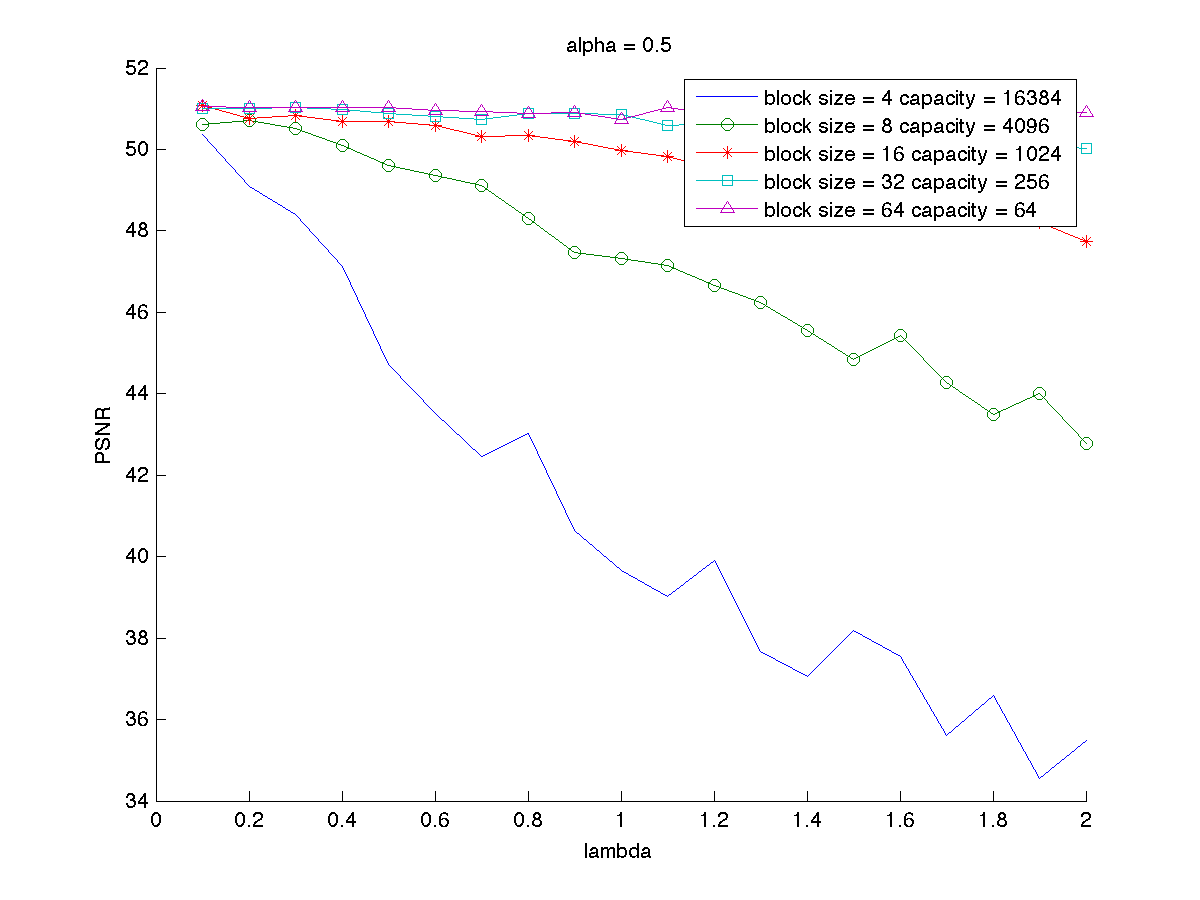 alpha = 0.5
52
50
48
46
44
42
40
38
36
34
PSNR
block size = 4 capacity = 16384
block size = 8 capacity = 4096
block size = 16 capacity = 1024
block size = 32 capacity = 256
block size = 64 capacity = 64
0 0.2 0.4 0.6 0.8 1 1.2 1.4 1.6 1.8 2
lambda